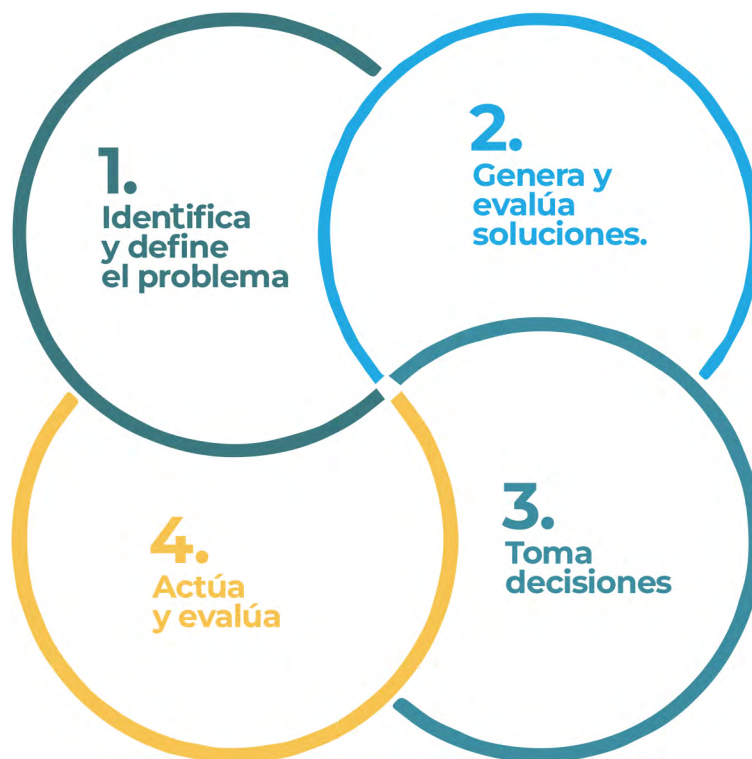 1.
Identifica
y define
el problema
2.
Genera y
evalúa
soluciones.
3.
Toma
decisiones
4.
Actúa
y evalúa